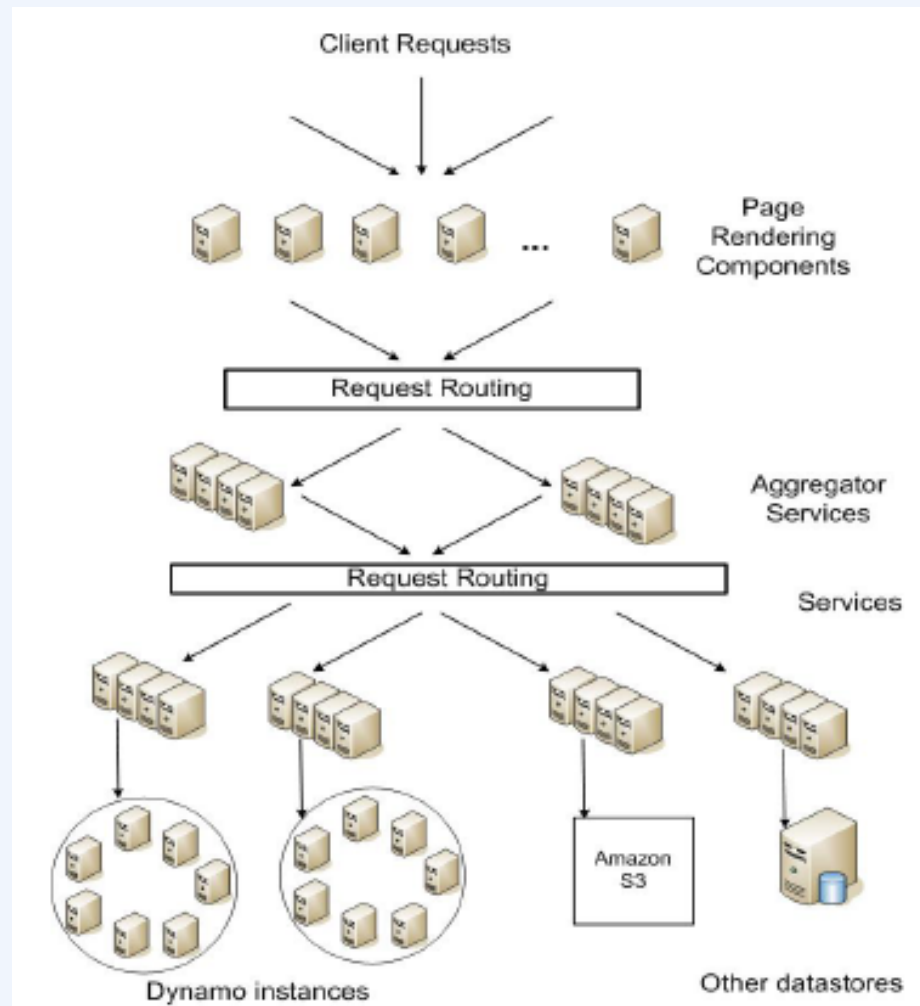 Client Requests
Page
Rendering
Components
...
Request Routing
Aggregator
Services
Request Routing
Services
Amazon
S3
Dynamo instances
Other datastores